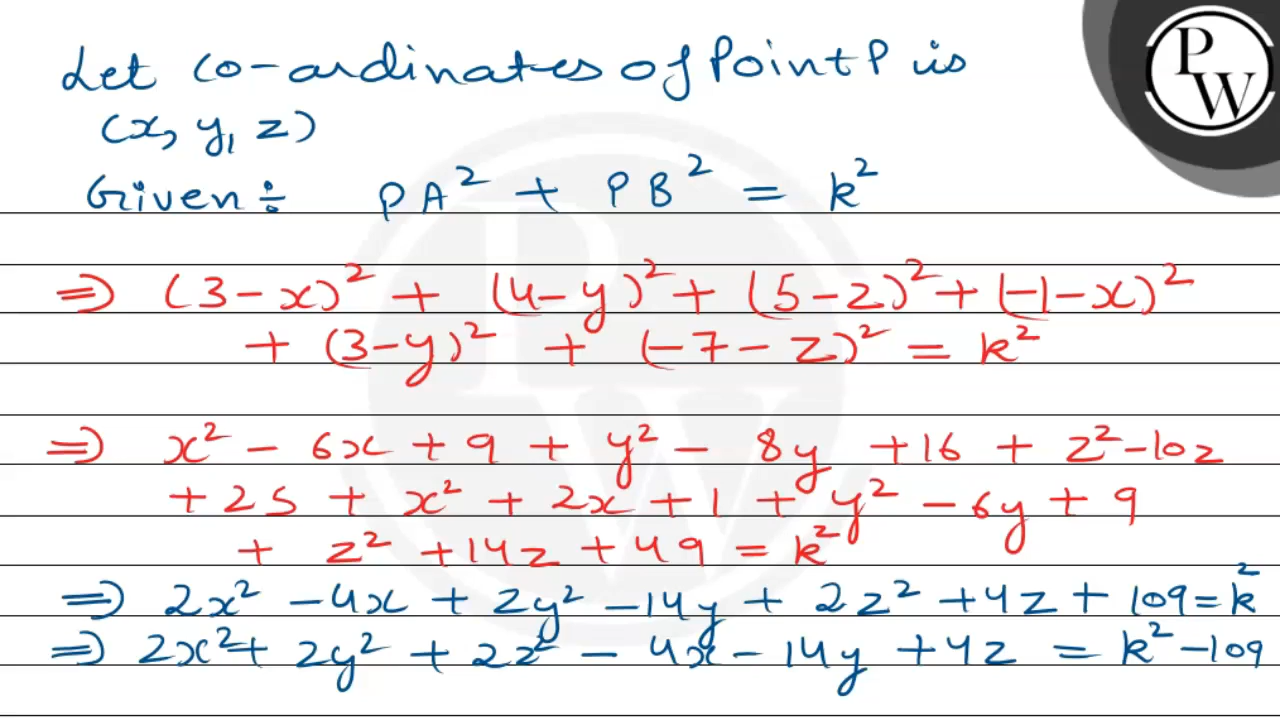 Let co-ordinates of Point P is
(x, y, z)
Given ÷ PA² + PB² = k²
⇒ (3-x)² + (4-y)² + (5-z)² + (-1-x)²
+ (3-y)² + (-7-z)² = k²
⇒ x² - 6x + 9 + y² - 8y + 16 + z² - 10z
+ 25 + x² + 2x + 1 + y² - 6y + 9
+ z² + 14z + 49 = k²
⇒ 2x² - 4x + 2y² - 14y + 2z² + 4z + 109 = k²
⇒ 2x² + 2y² + 2z² - 4x - 14y + 4z = k² - 109
P
W
P
W